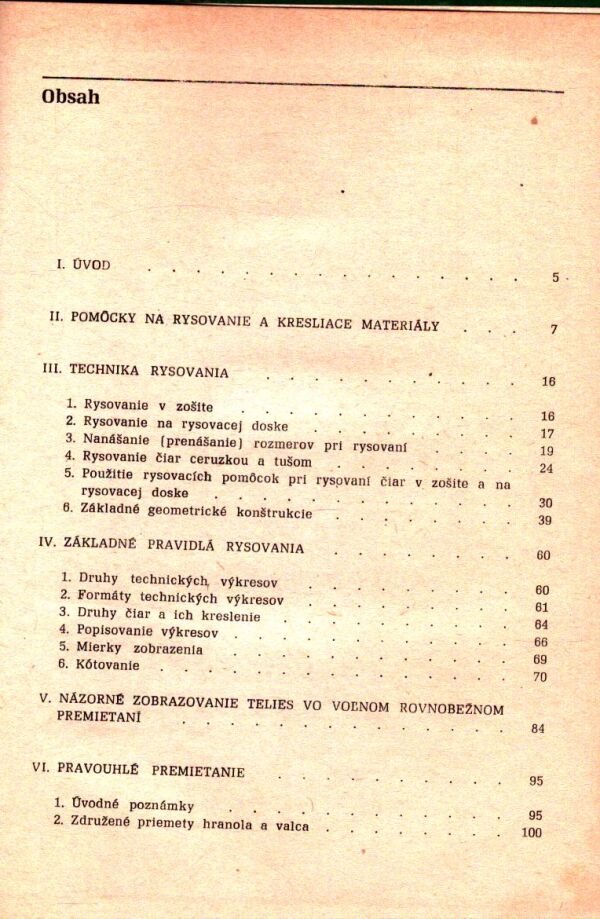 Obsah
I. ÚVOD . . . . . . . . . . . . . . . 5
II. POMÔCKY NA RYSOVANIE A KRESLIACE MATERIÁLY . . . 7
III. TECHNIKA RYSOVANIA . . . . . . . . . . . 16
1. Rysovanie v zošite . . . . . . . . . . . . 16
2. Rysovanie na rysovacej doske . . . . . . . . . 17
3. Nanášanie (prenášanie) rozmerov pri rysovaní . . . . 19
4. Rysovanie čiar ceruzkou a tušom . . . . . . . . 24
5. Použitie rysovacích pomôcok pri rysovaní čiar v zošite a na
rysovacej doske . . . . . . . . . . . . . 30
6. Základné geometrické konštrukcie . . . . . . . . 39
IV. ZÁKLADNÉ PRAVIDLÁ RYSOVANIA . . . . . . . . 60
1. Druhy technických výkresov . . . . . . . . . 60
2. Formáty technických výkresov . . . . . . . . . 61
3. Druhy čiar a ich kreslenie . . . . . . . . . . 64
4. Popisovanie výkresov . . . . . . . . . . . 66
5. Mierky zobrazenia . . . . . . . . . . . . 69
6. Kótovanie . . . . . . . . . . . . . . . 70
V. NÁZORNÉ ZOBRAZOVANIE TELIES VO VOĽNOM ROVNOBEŽNOM
PREMIETANÍ . . . . . . . . . . . . . . 84
VI. PRAVOUHLÉ PREMIETANIE . . . . . . . . . . 95
1. Úvodné poznámky . . . . . . . . . . . . 95
2. Združené priemety hranola a valca . . . . . . . . 100